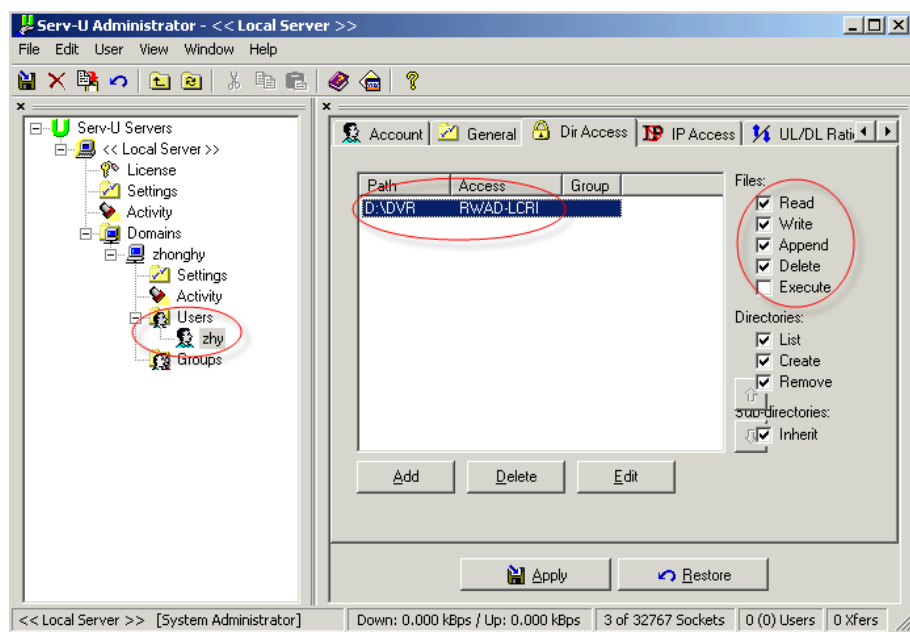 Serv-U Administrator - << Local Server >>
File Edit User View Window Help
Serv-U Servers
<< Local Server >>
License
Settings
Activity
Domains
zhonghy
Settings
Activity
Users
zhy
Groups
Account General Dir Access IP Access UL/DL Rati
Path Access Group
D:\DVR RWAD-LCRI
Files:
Read
Write
Append
Delete
Execute
Directories:
List
Create
Remove
Sub-directories:
Inherit
Add Delete Edit
Apply Restore
<< Local Server >> [System Administrator] Down: 0.000 kBps / Up: 0.000 kBps 3 of 32767 Sockets 0 (0) Users 0 Xfers